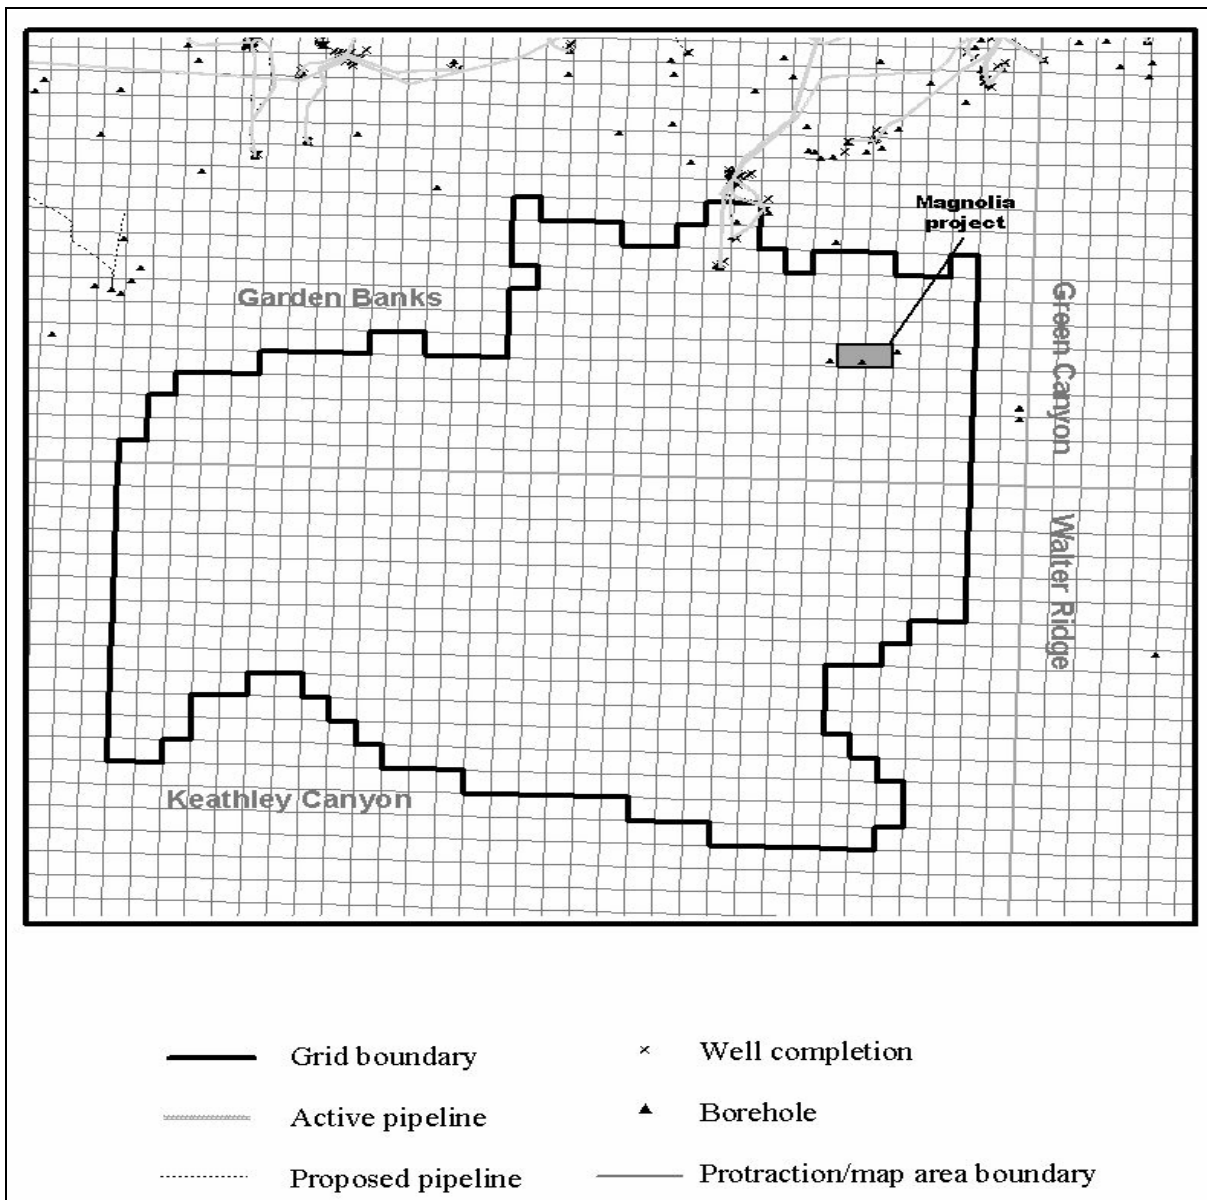 Magnolia
project
Garden Banks
Green Canyon
Walter Ridge
Keathley Canyon
Grid boundary
Well completion
Active pipeline
Borehole
Proposed pipeline
Protraction/map area boundary